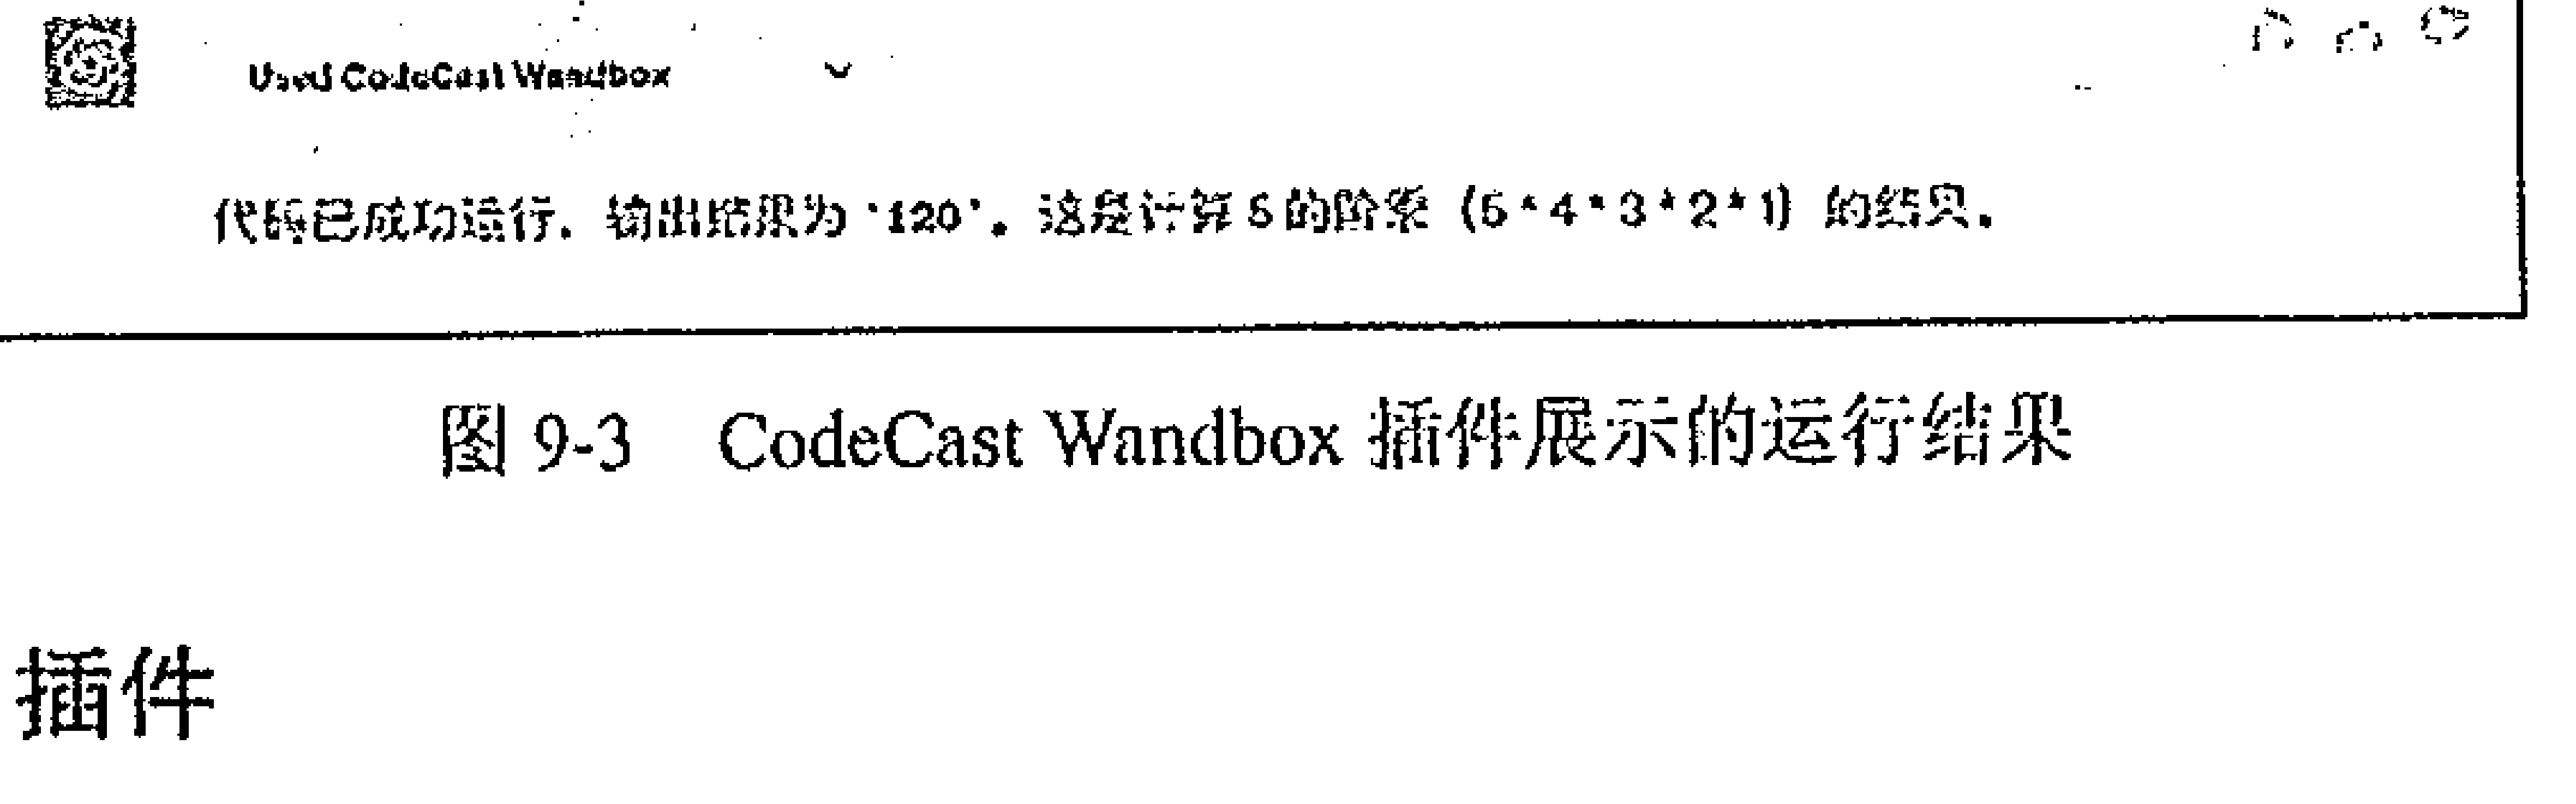 Used CodeCast Wandbox
代码已成功运行。输出结果为‘120’。这是计算5的阶乘（5*4*3*2*1）的结果。
图 9-3 CodeCast Wandbox 插件展示的运行结果
插件